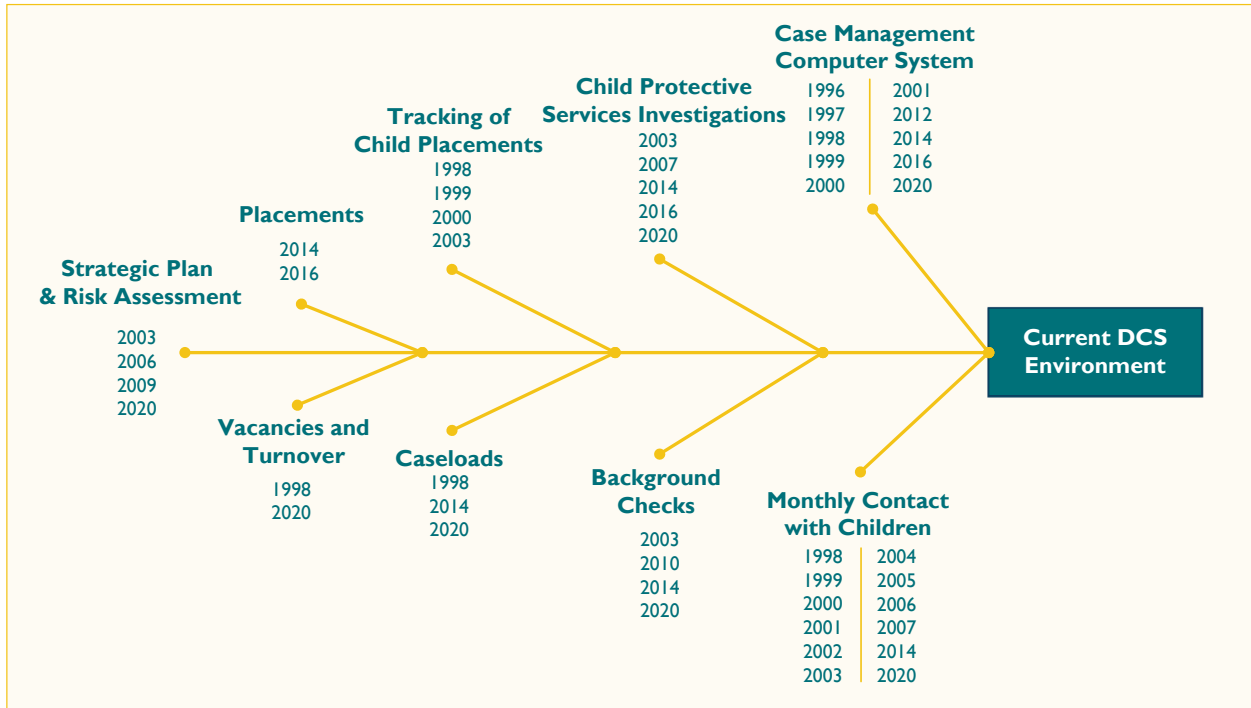 Case Management
Computer System
1996
1997
1998
1999
2000
2001
2012
2014
2016
2020
Child Protective
Services Investigations
2003
2007
2014
2016
2020
Tracking of
Child Placements
1998
1999
2000
2003
Placements
2014
2016
Strategic Plan
& Risk Assessment
2003
2006
2009
2020
Current DCS
Environment
Vacancies and
Turnover
1998
2020
Caseloads
1998
2014
2020
Background
Checks
2003
2010
2014
2020
Monthly Contact
with Children
1998
1999
2000
2001
2002
2003
2004
2005
2006
2007
2014
2020